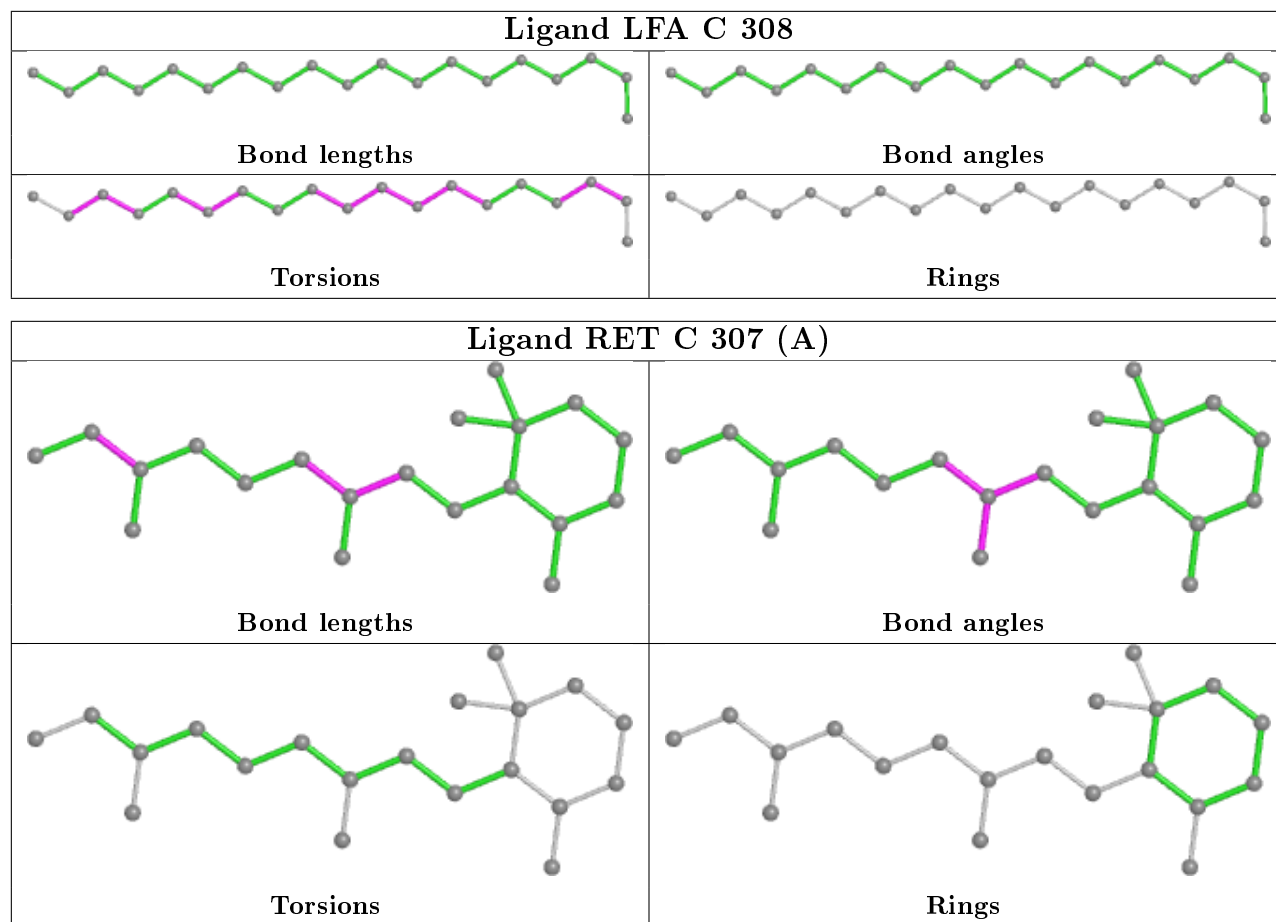 Ligand LFA C 308
Bond lengths
Bond angles
Torsions
Rings
Ligand RET C 307 (A)
Bond lengths
Bond angles
Torsions
Rings